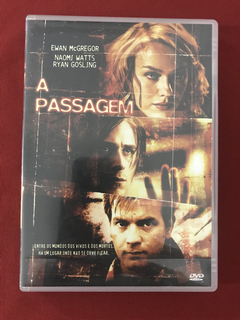 EWAN McGREGOR
NAOMI WATTS
RYAN GOSLING
A
PASSAGEM
ENTRE OS MUNDOS DOS VIVOS E DOS MORTOS,
HÁ UM LUGAR ONDE NÃO SE DEVE FICAR.
DVD